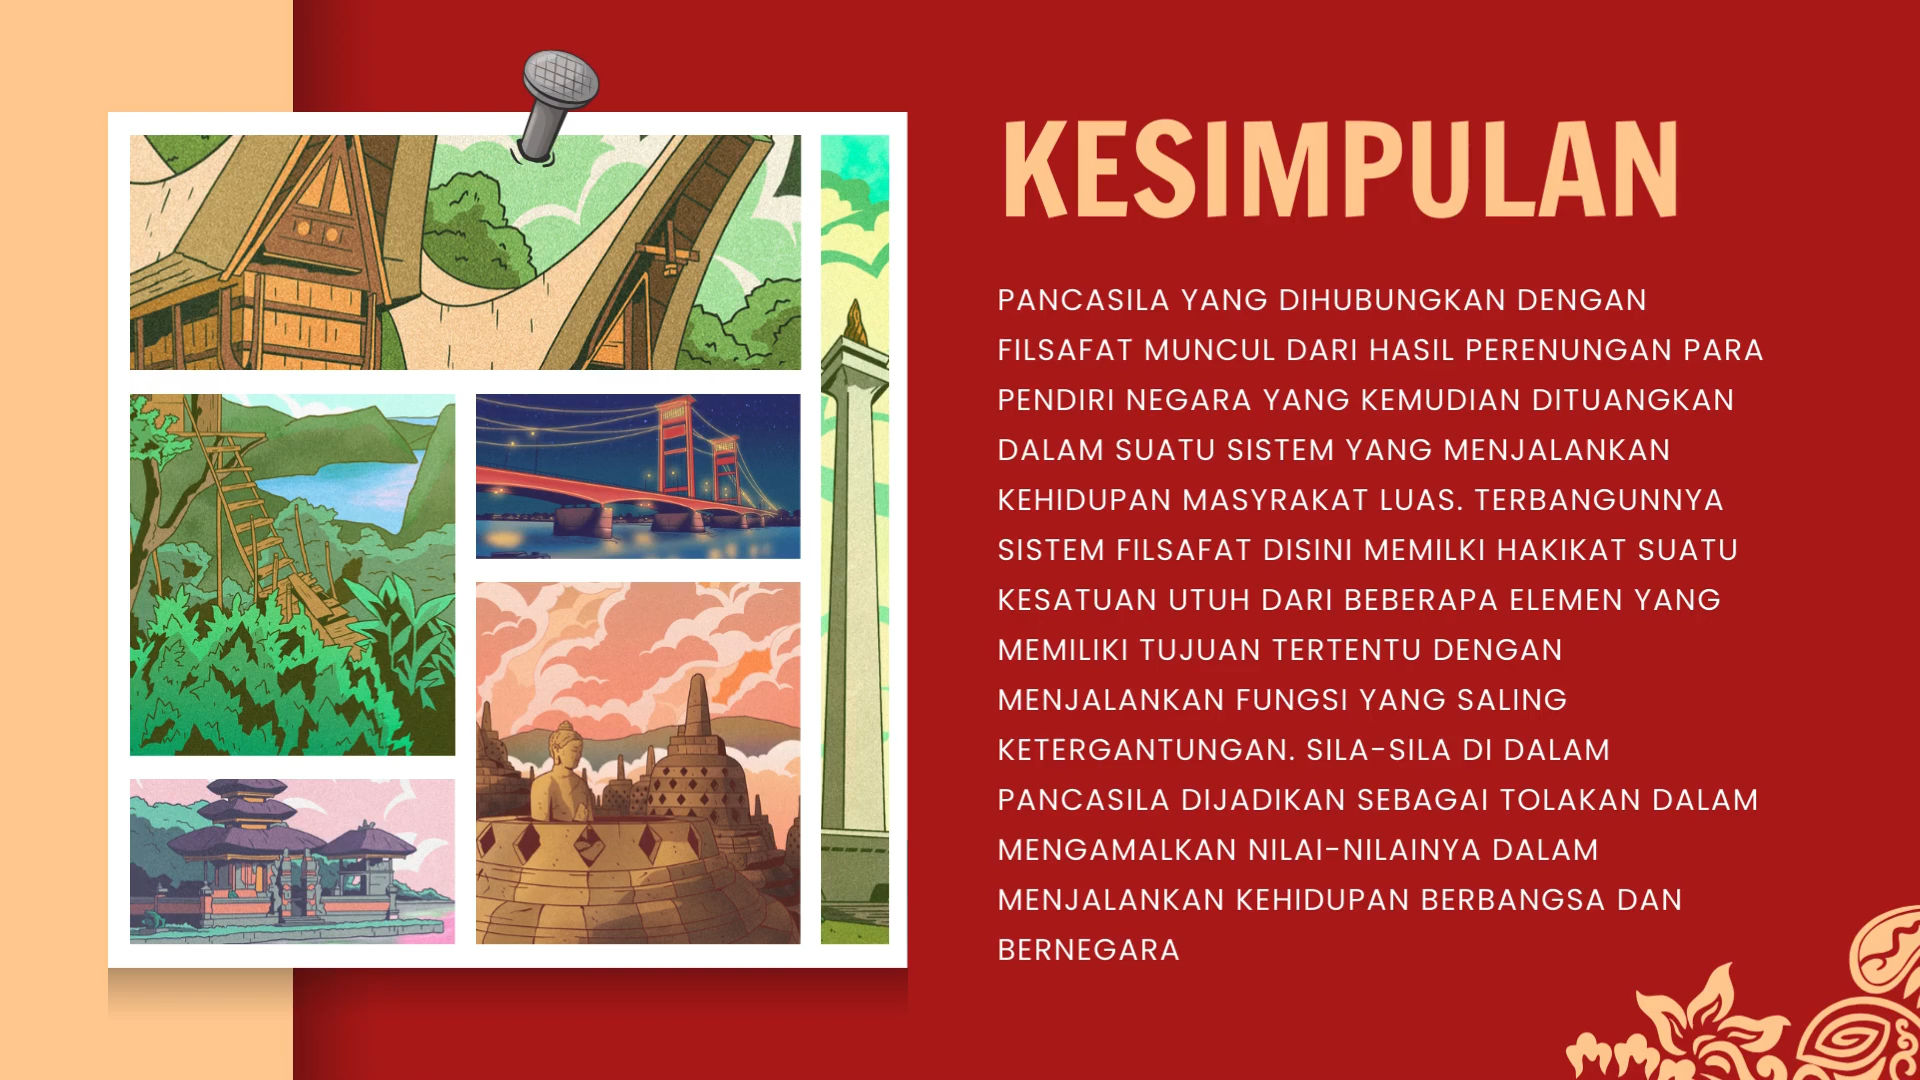 KESIMPULAN
PANCASILA YANG DIHUBUNGKAN DENGAN
FILSAFAT MUNCUL DARI HASIL PERENUNGAN PARA
PENDIRI NEGARA YANG KEMUDIAN DITUANGKAN
DALAM SUATU SISTEM YANG MENJALANKAN
KEHIDUPAN MASYRAKAT LUAS. TERBANGUNNYA
SISTEM FILSAFAT DISINI MEMILKI HAKIKAT SUATU
KESATUAN UTUH DARI BEBERAPA ELEMEN YANG
MEMILIKI TUJUAN TERTENTU DENGAN
MENJALANKAN FUNGSI YANG SALING
KETERGANTUNGAN. SILA-SILA DI DALAM
PANCASILA DIJADIKAN SEBAGAI TOLAKAN DALAM
MENGAMALKAN NILAI-NILAINYA DALAM
MENJALANKAN KEHIDUPAN BERBANGSA DAN
BERNEGARA